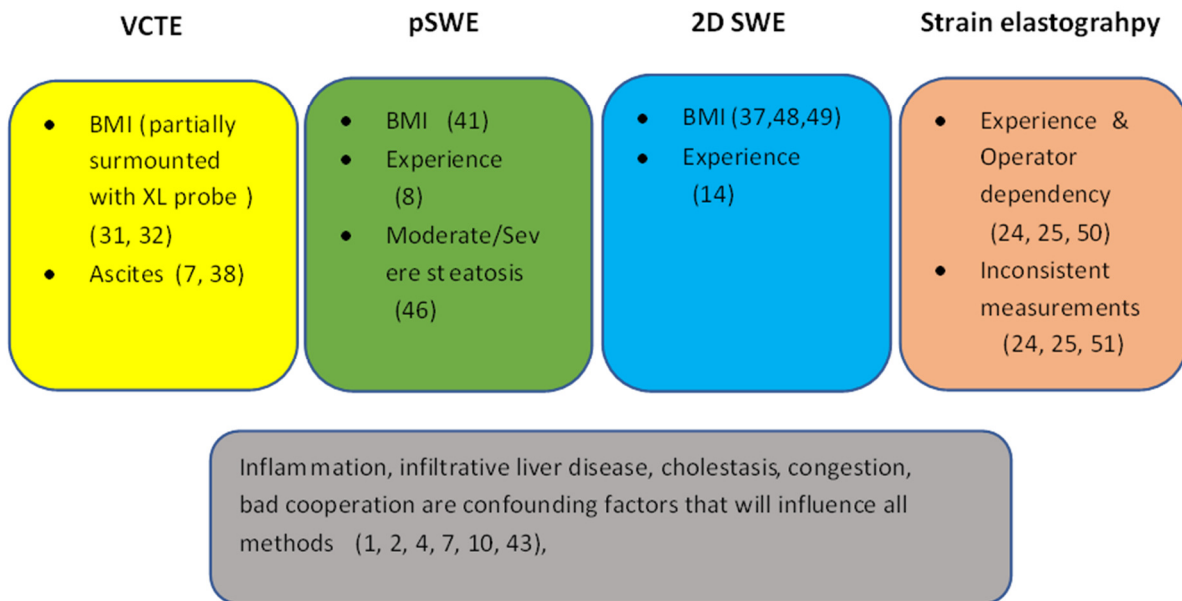 VCTE
pSWE
2D SWE
Strain elastograhpy
• BMI (partially
surmounted
with XL probe )
(31, 32)
• Ascites (7, 38)
• BMI (41)
• Experience
(8)
• Moderate/Sev
ere steatosis
(46)
• BMI (37,48,49)
• Experience
(14)
• Experience &
Operator
dependency
(24, 25, 50)
• Inconsistent
measurements
(24, 25, 51)
Inflammation, infiltrative liver disease, cholestasis, congestion,
bad cooperation are confounding factors that will influence all
methods (1, 2, 4, 7, 10, 43),